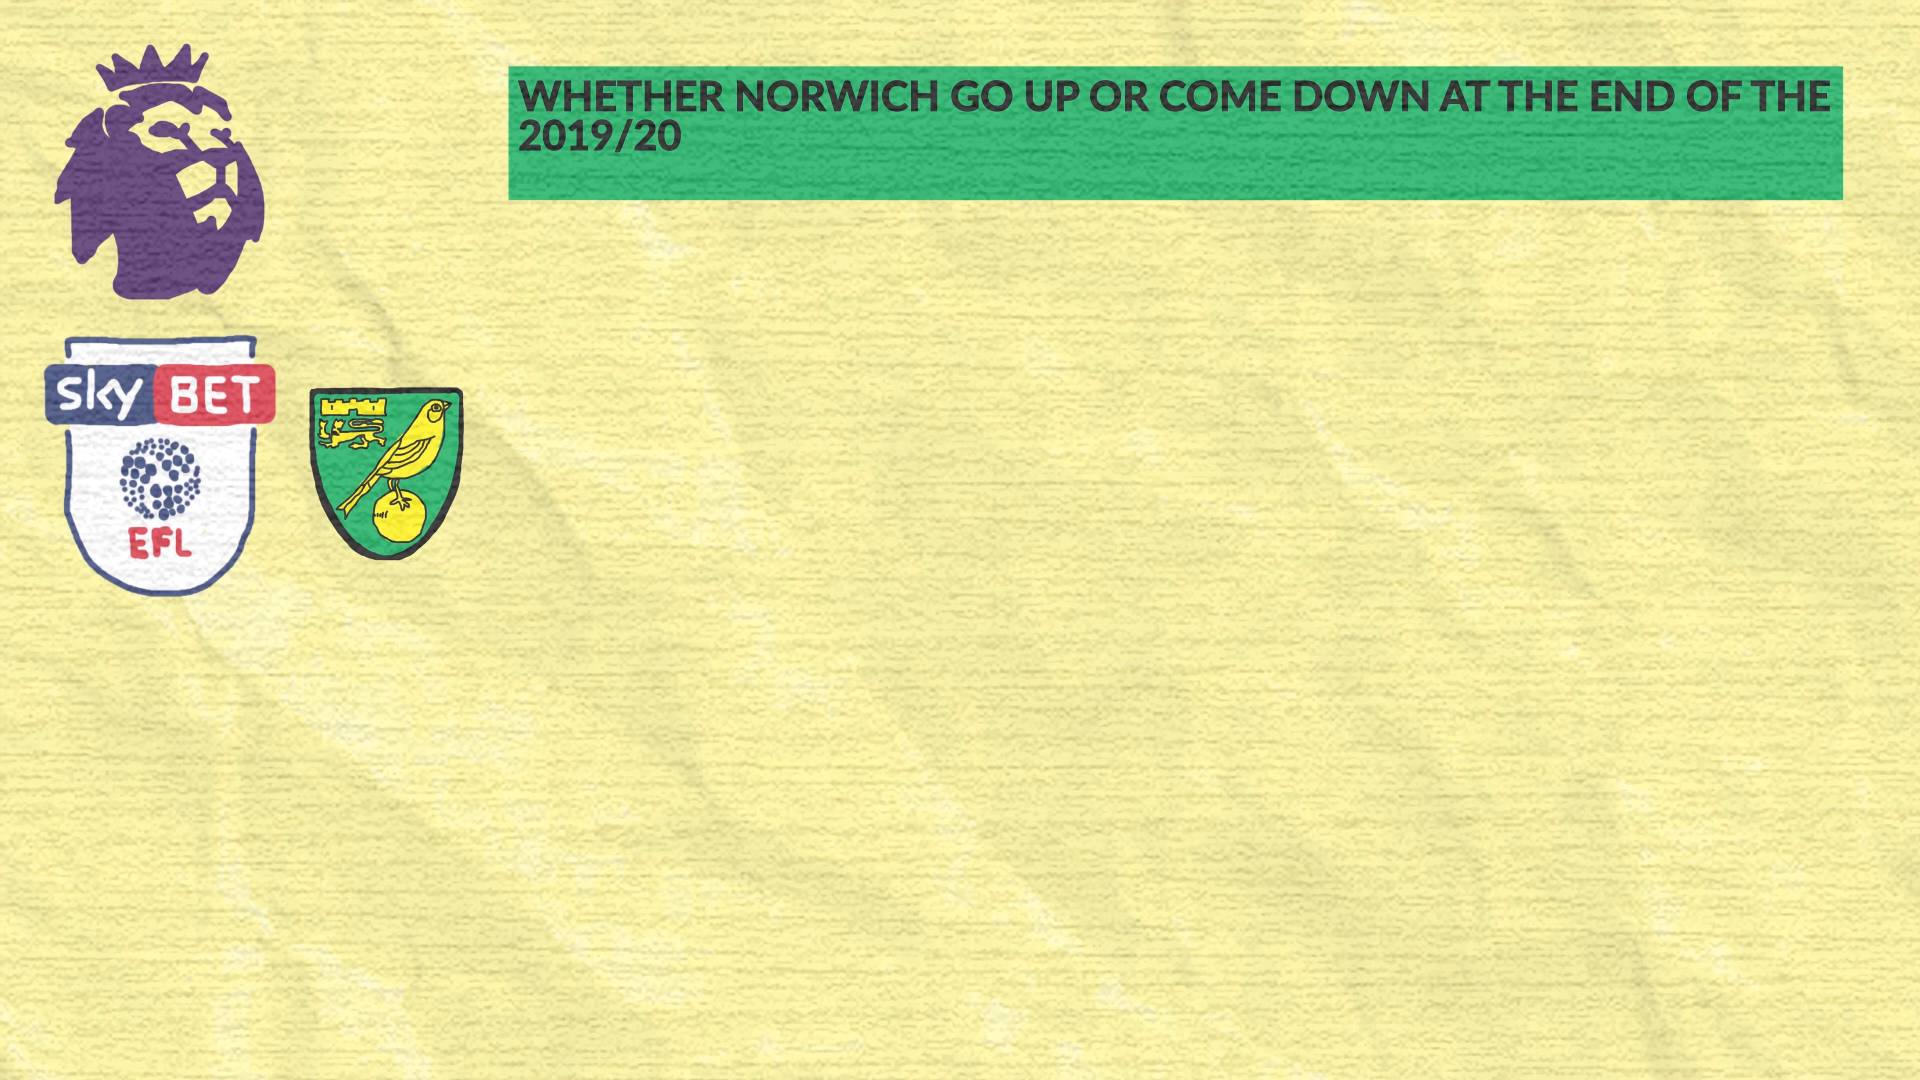 WHETHER NORWICH GO UP OR COME DOWN AT THE END OF THE
2019/20
sky BET
EFL